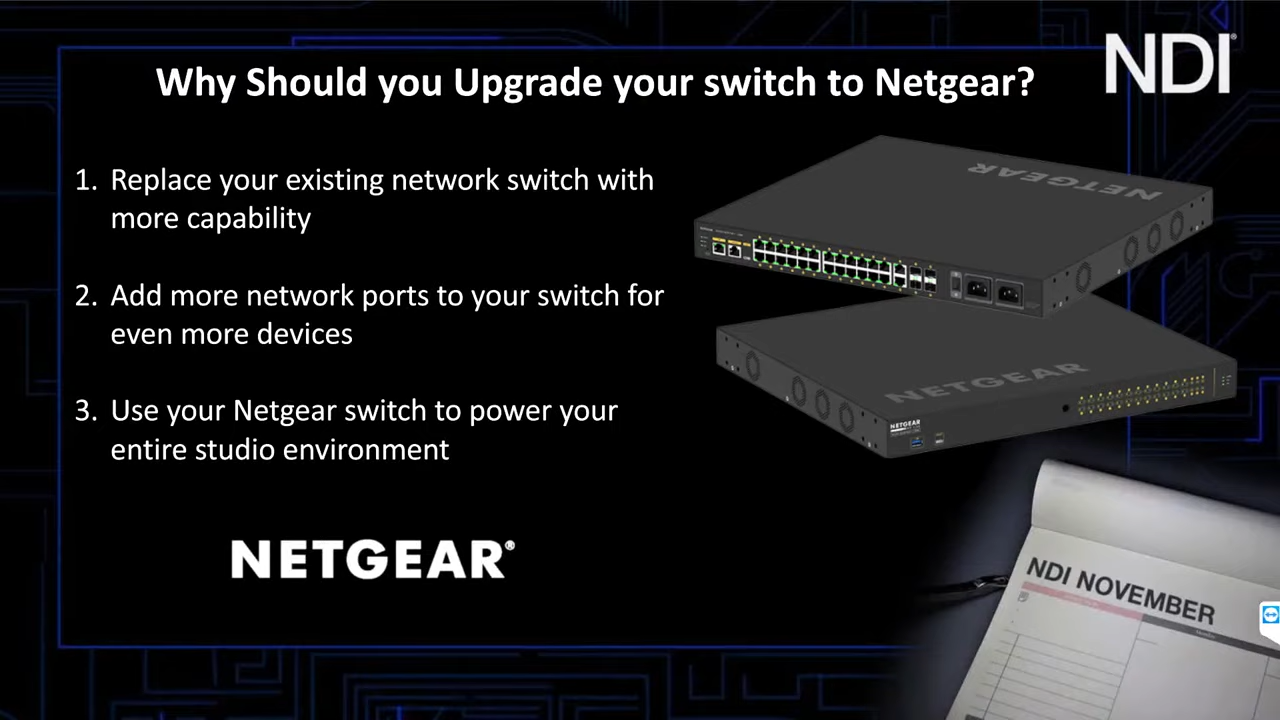 Why Should you Upgrade your switch to Netgear?
NDI®
1. Replace your existing network switch with
more capability
2. Add more network ports to your switch for
even more devices
3. Use your Netgear switch to power your
entire studio environment
NETGEAR
NETGEAR
NETGEAR
NETGEAR®
NDI NOVEMBER